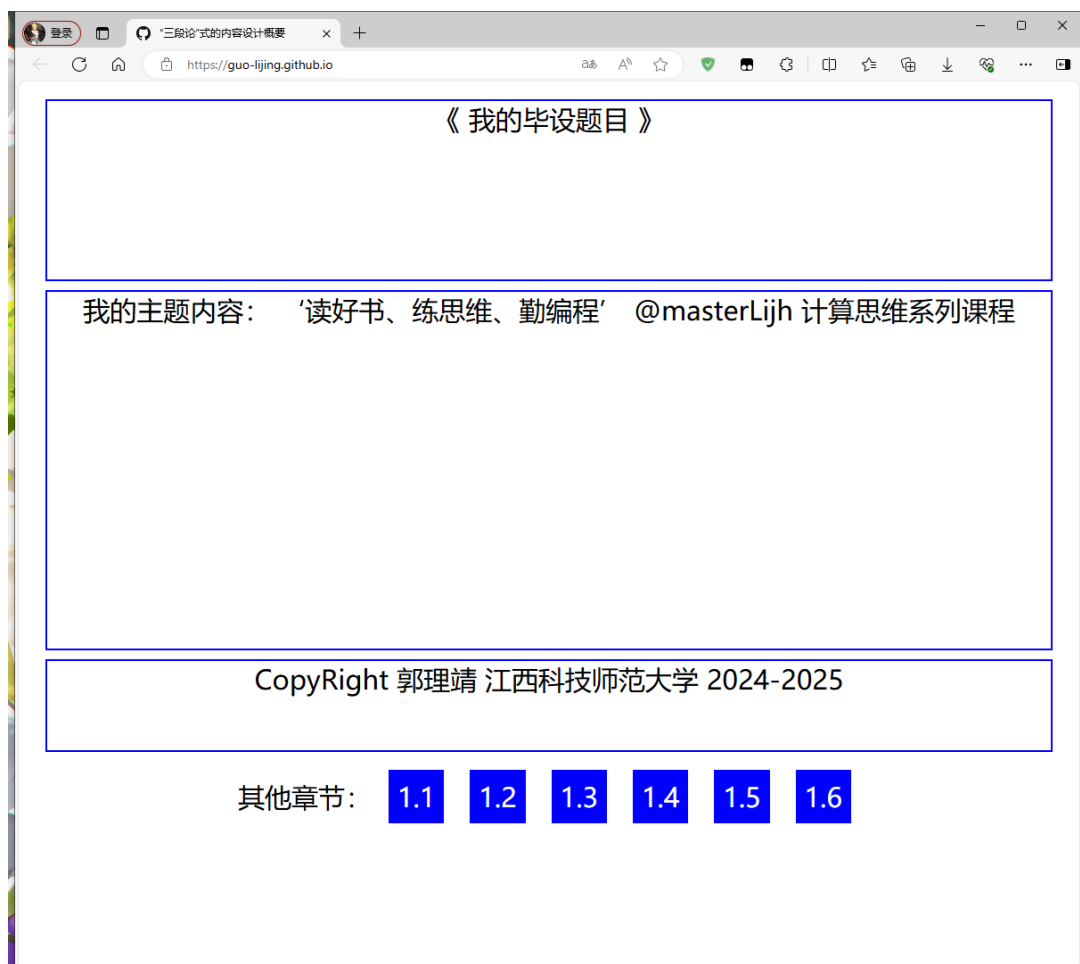 登录
“三段论”式的内容设计概要
https://guo-lijing.github.io
《 我的毕设题目 》
我的主题内容： ‘读好书、练思维、勤编程’ @masterLijh 计算思维系列课程
CopyRight 郭理靖 江西科技师范大学 2024-2025
其他章节： 1.1 1.2 1.3 1.4 1.5 1.6